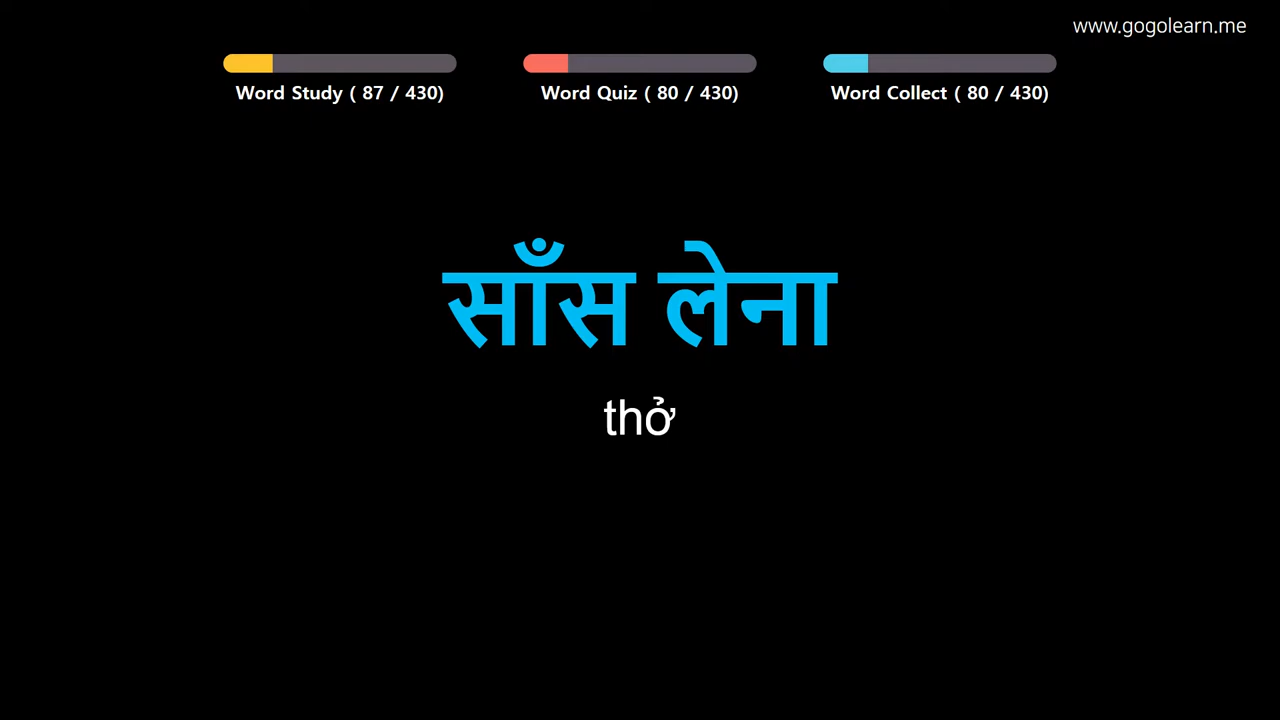 www.gogolearn.me
Word Study ( 87 / 430)
Word Quiz ( 80 / 430)
Word Collect ( 80 / 430)
साँस लेना
thở